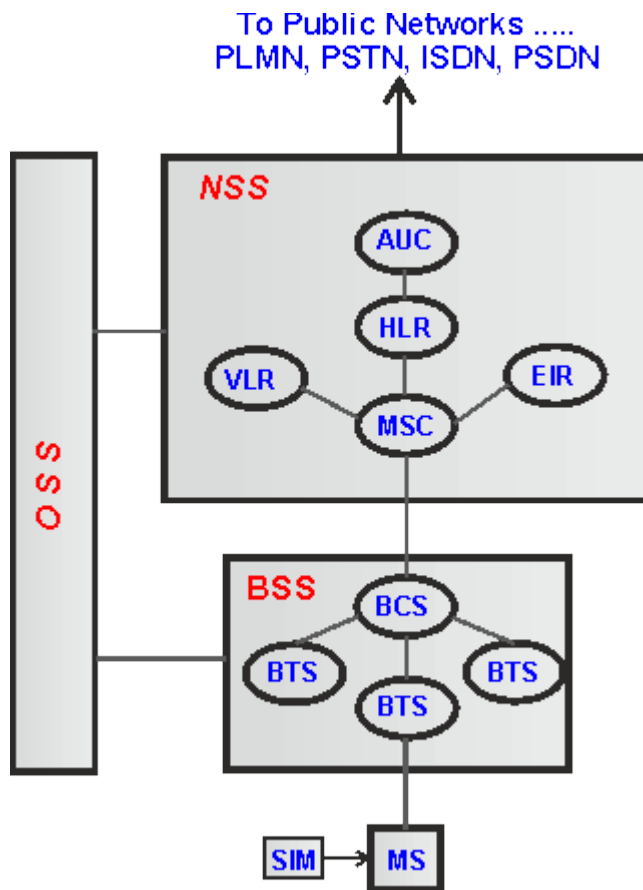 To Public Networks .....
PLMN, PSTN, ISDN, PSDN
NSS
AUC
HLR
VLR
EIR
MSC
OSS
BSS
BCS
BTS
BTS
BTS
SIM
MS